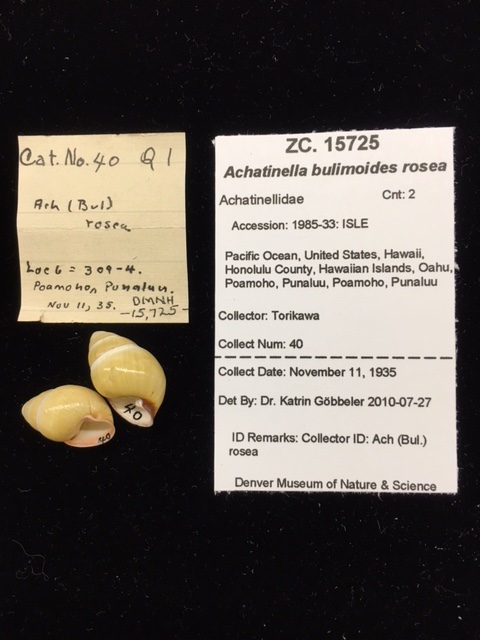 Cat. No. 40 Q 1
Ach (Bul)
rosea
Loc 6 = 309-4.
Poamoho, Punaluu.
Nov 11, 35. DMNH
-15,725-
40
40
ZC. 15725
Achatinella bulimoides rosea
Achatinellidae Cnt: 2
Accession: 1985-33: ISLE
Pacific Ocean, United States, Hawaii,
Honolulu County, Hawaiian Islands, Oahu,
Poamoho, Punaluu, Poamoho, Punaluu
Collector: Torikawa
Collect Num: 40
Collect Date: November 11, 1935
Det By: Dr. Katrin Göbbeler 2010-07-27
ID Remarks: Collector ID: Ach (Bul.)
rosea
Denver Museum of Nature & Science